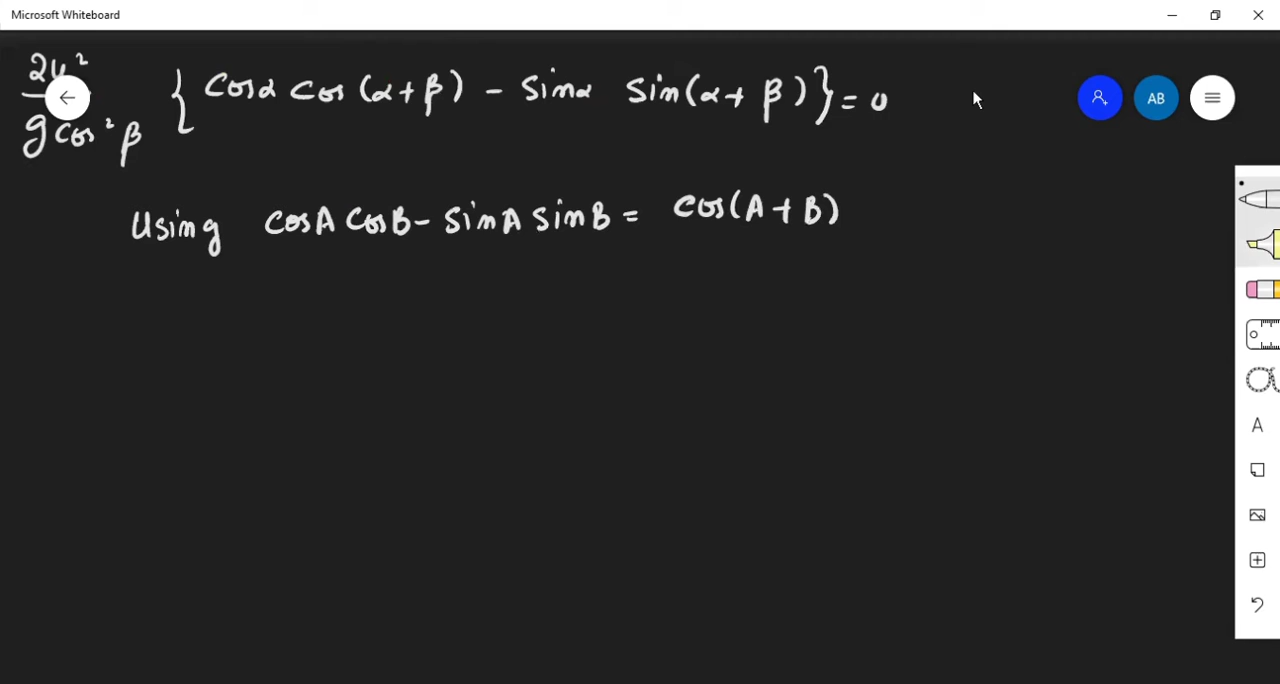 Microsoft Whiteboard
2u²
g cos²β
{ cosα cos (α+β) - sinα sin(α+ β)} = 0
AB
Using cosA cosB - sinA sinB = cos(A+B)
A